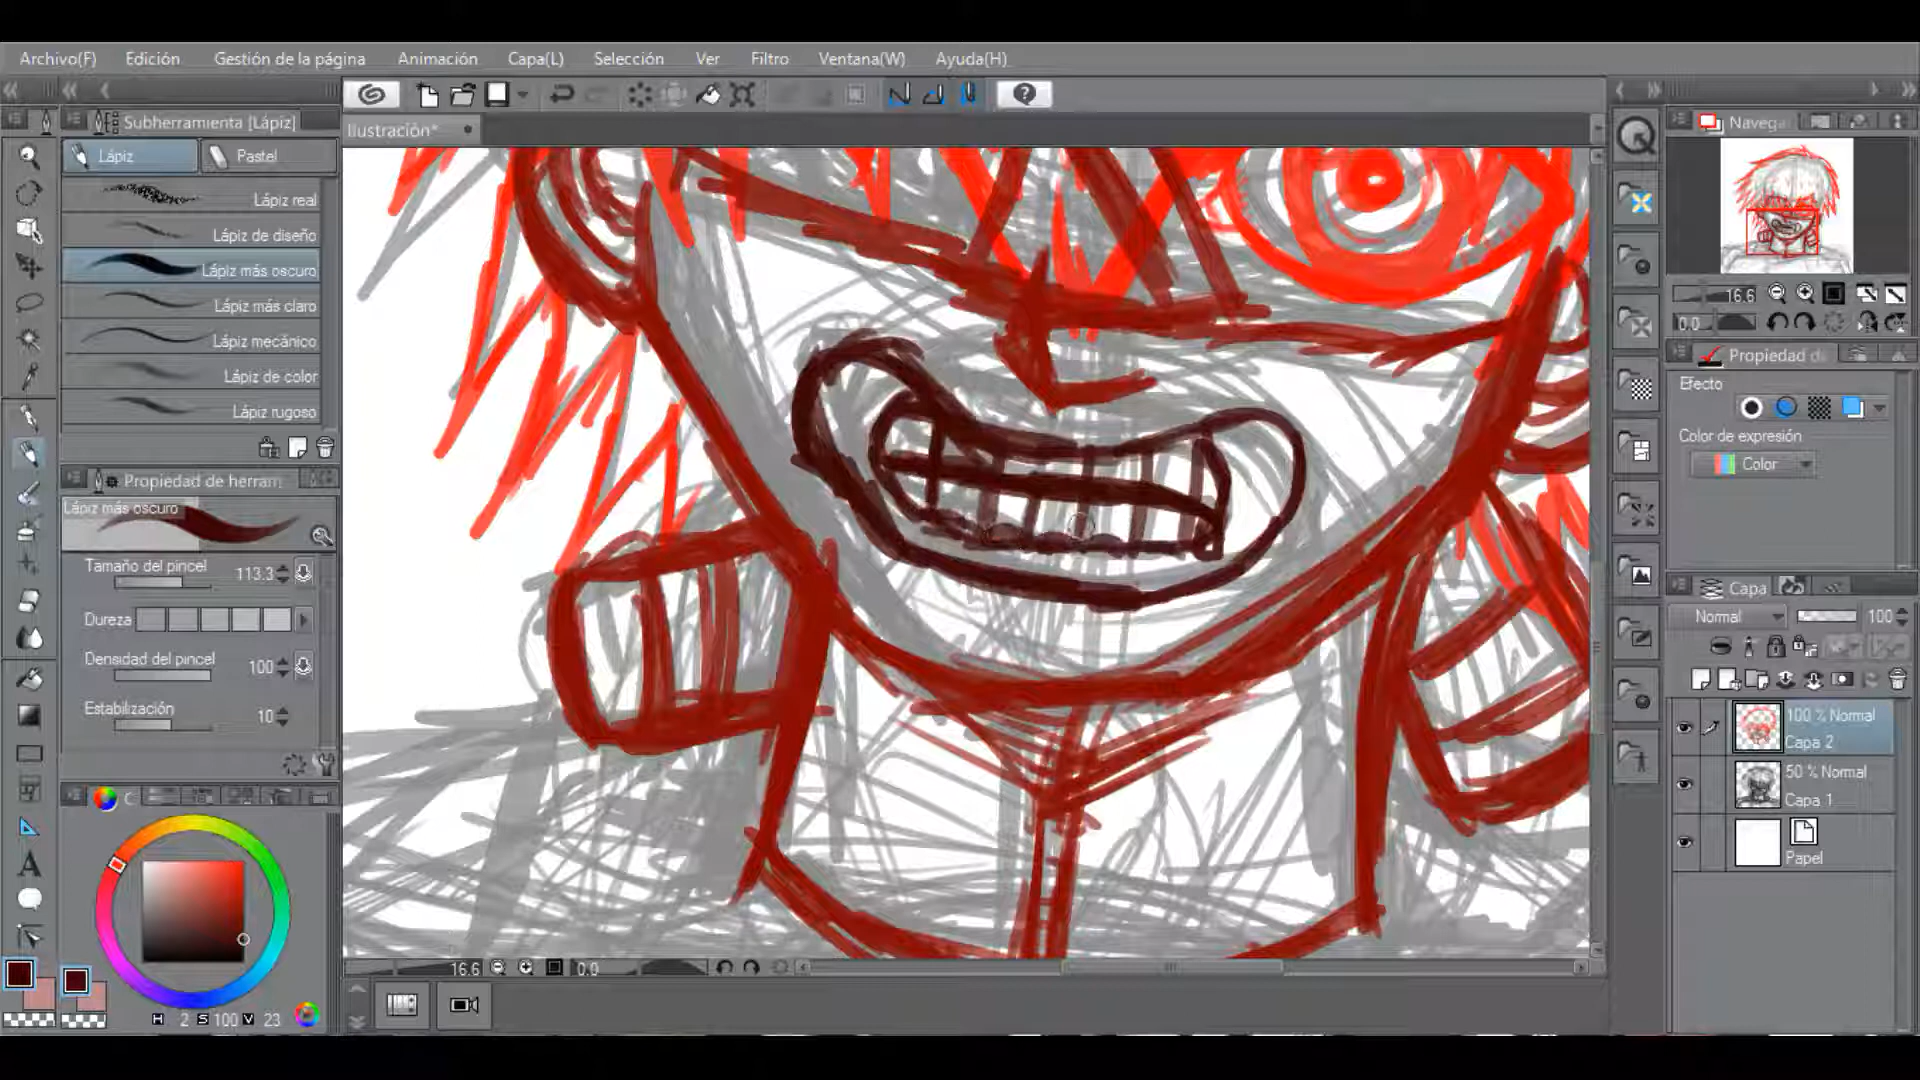 Archivo(F) Edición Gestión de la página Animación Capa(L) Selección Ver Filtro Ventana(W) Ayuda(H)
Subherramienta [Lápiz]
Ilustración*
Navega
Lápiz Pastel
Lápiz real
Lápiz de diseño
Lápiz más oscuro
Lápiz más claro
Lápiz mecánico
Lápiz de color
Lápiz rugoso
Propiedad de herram
Lápiz más oscuro
Tamaño del pincel 113.3
Dureza
Densidad del pincel 100
Estabilización 10
H 2 S 100 V 23
16.6 0.0
16.6
0.0
Propiedad d
Efecto
Color de expresión
Color
Capa
Normal 100
100 % Normal
Capa 2
50 % Normal
Capa 1
Papel